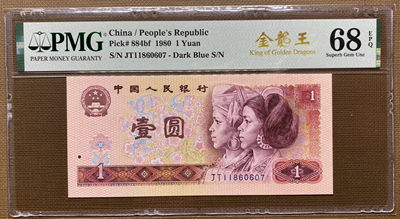 PMG
PAPER MONEY GUARANTY
China / People's Republic
Pick# 884bf 1980 1 Yuan
S/N JT11860607 - Dark Blue S/N
金龍王
King of Golden Dragons
68 EPQ
Superb Gem Unc
中国人民银行
1
壹圆
1
JT11860607